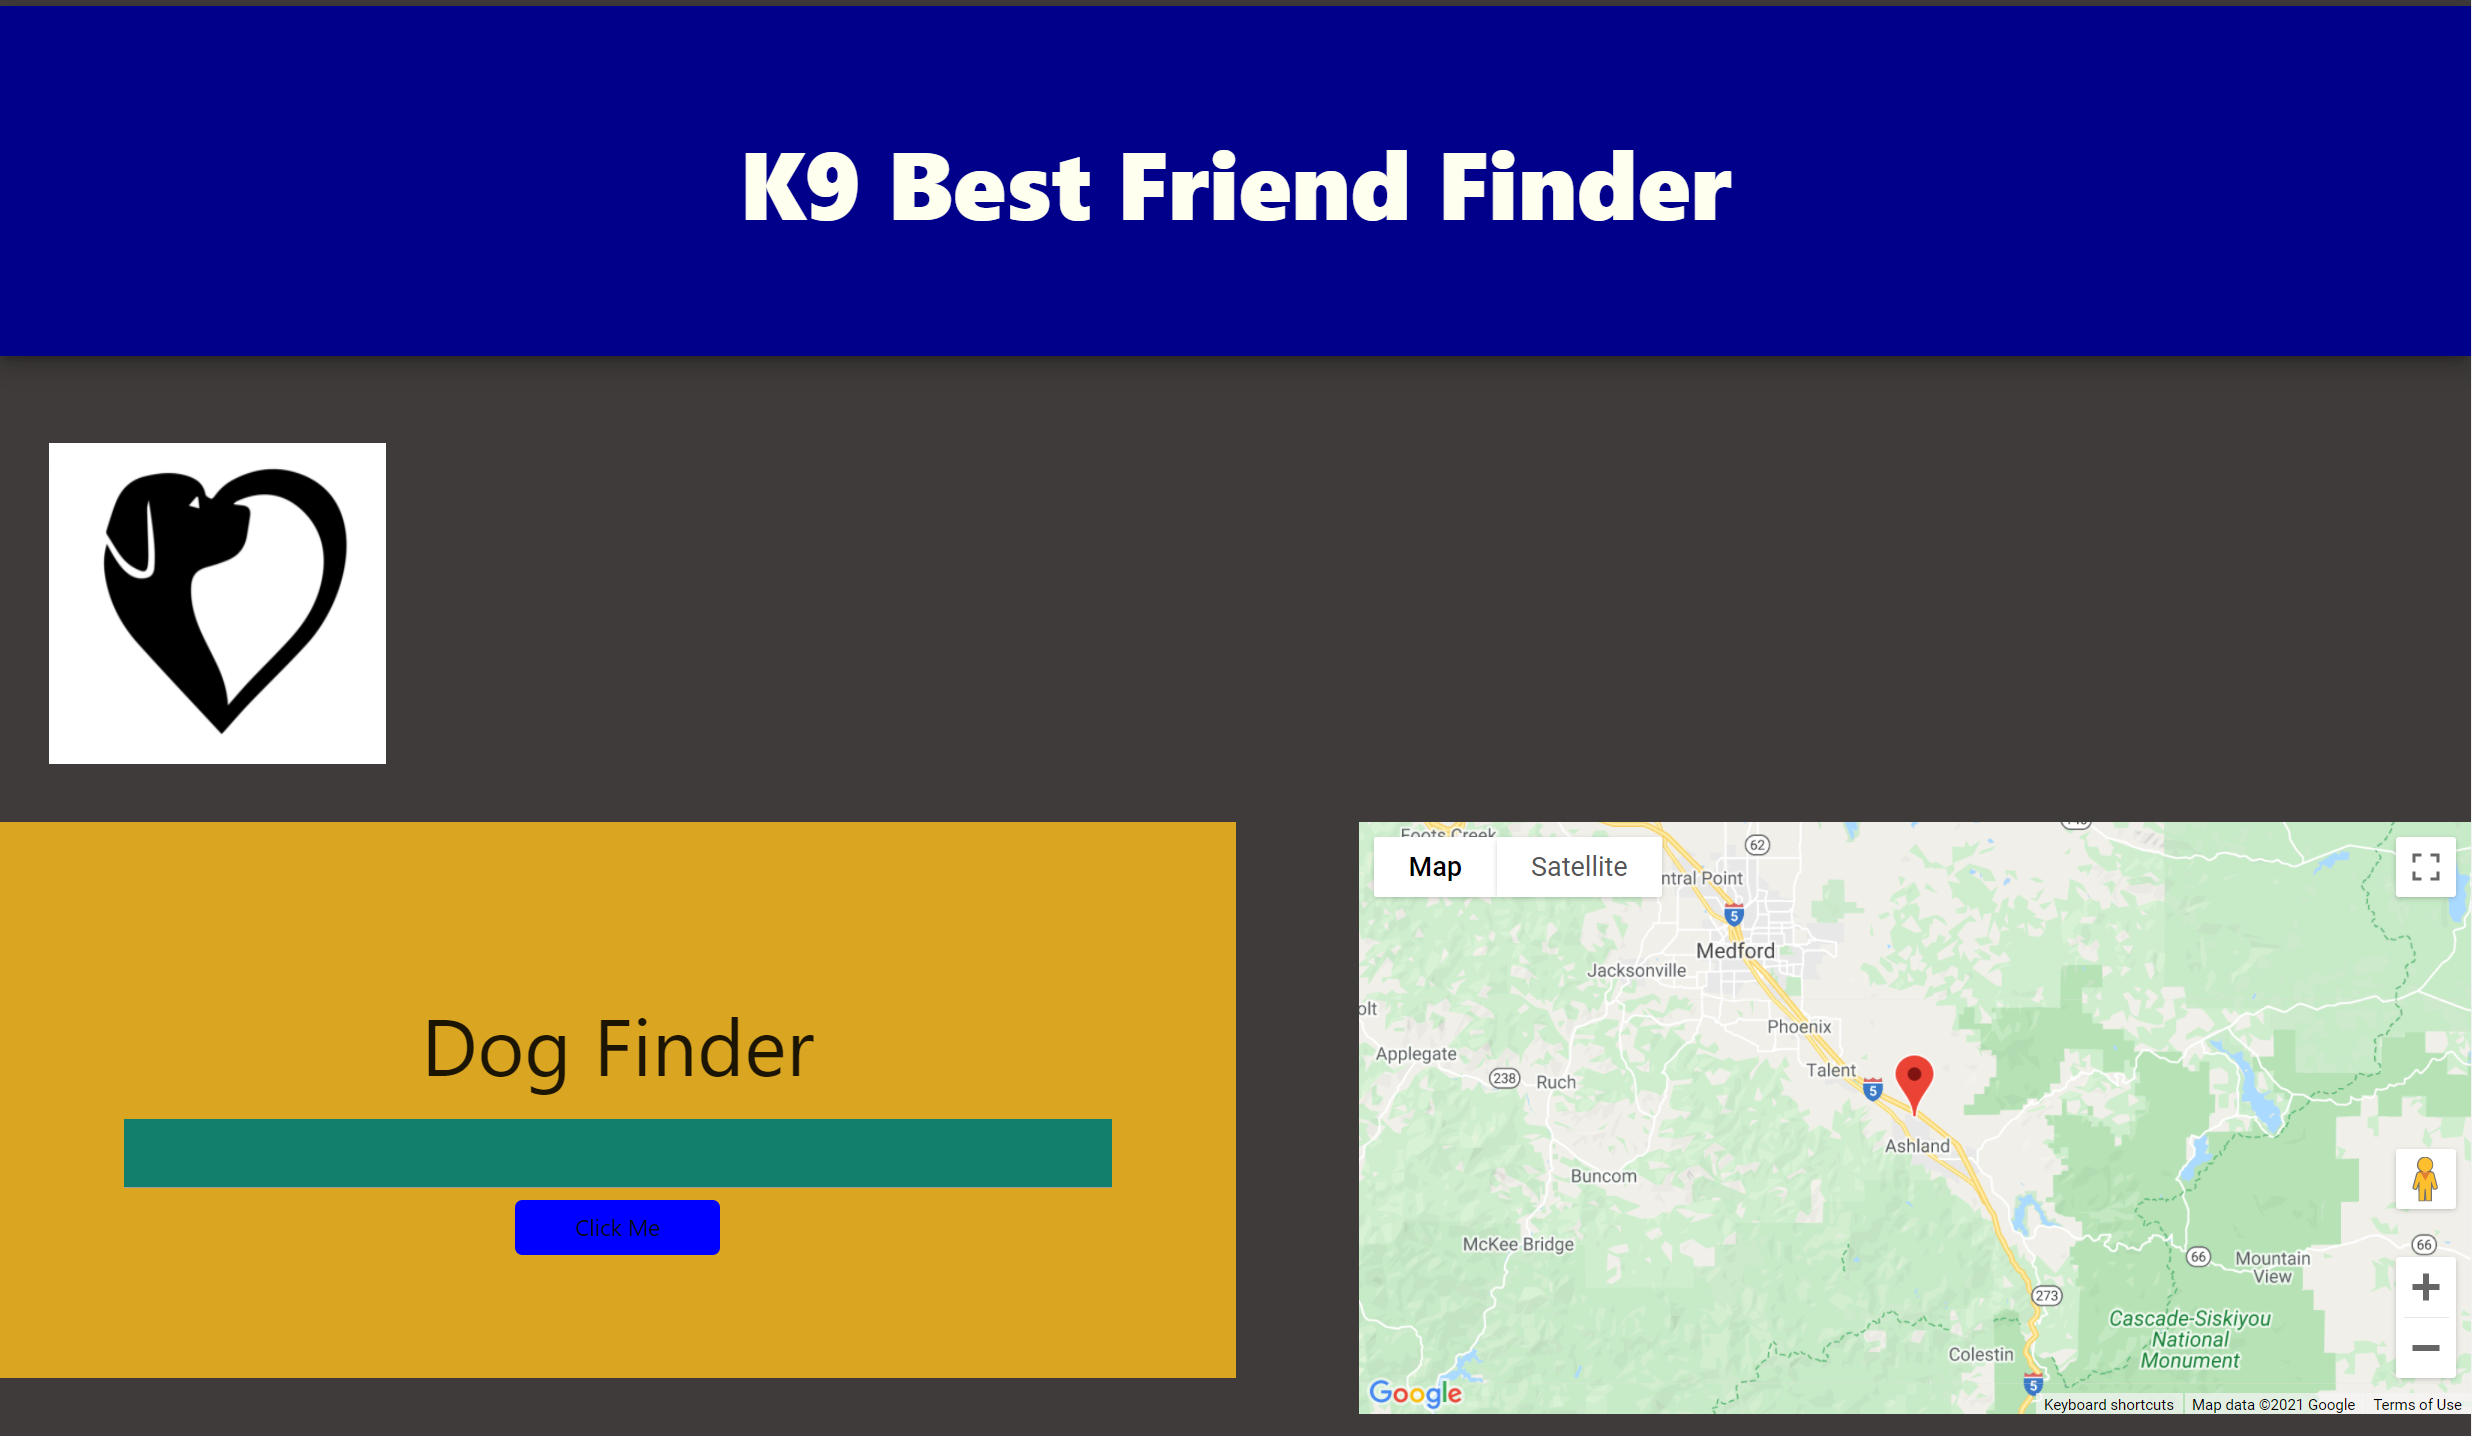 K9 Best Friend Finder
Dog Finder
Click Me
Map
Satellite
Foots Creek
62
ntral Point
5
Medford
Jacksonville
olt
Phoenix
Applegate
Talent
238
Ruch
5
Ashland
Buncom
McKee Bridge
66
66
Mountain
View
273
Cascade-Siskiyou
National
Monument
Colestin
5
Google
Keyboard shortcuts
Map data ©2021 Google
Terms of Use